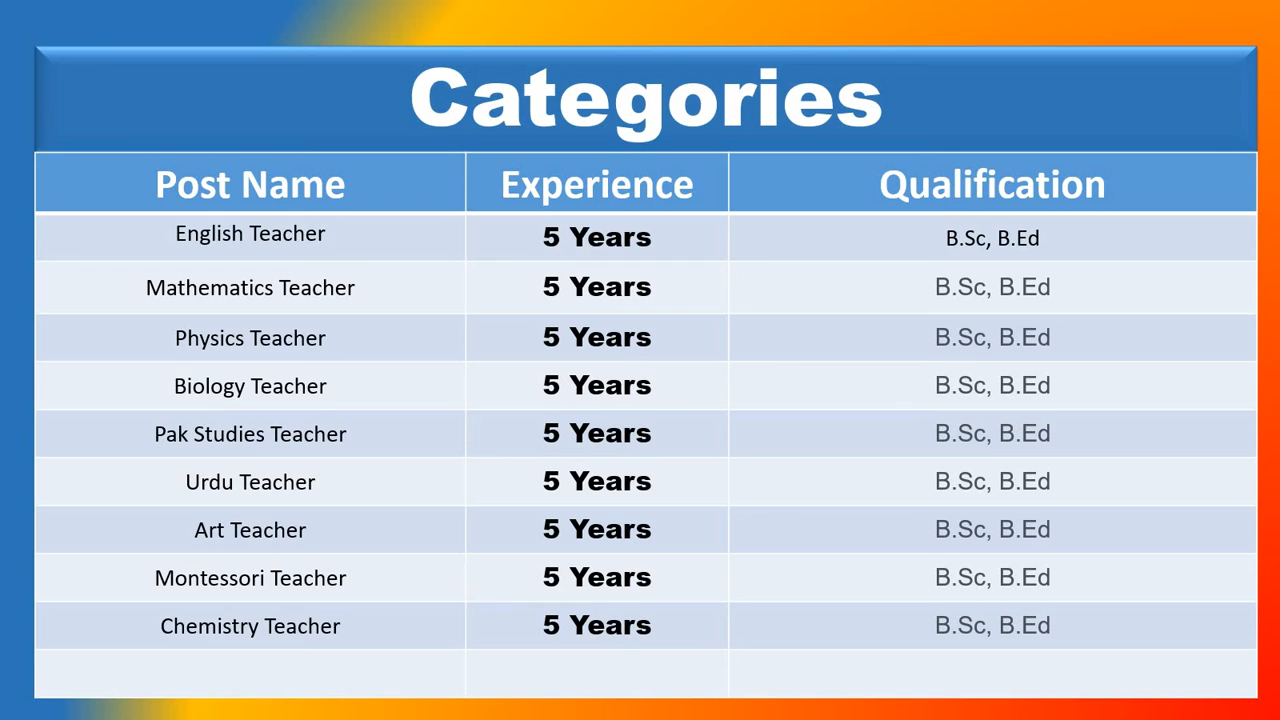 Categories
Post Name Experience Qualification
English Teacher 5 Years B.Sc, B.Ed
Mathematics Teacher 5 Years B.Sc, B.Ed
Physics Teacher 5 Years B.Sc, B.Ed
Biology Teacher 5 Years B.Sc, B.Ed
Pak Studies Teacher 5 Years B.Sc, B.Ed
Urdu Teacher 5 Years B.Sc, B.Ed
Art Teacher 5 Years B.Sc, B.Ed
Montessori Teacher 5 Years B.Sc, B.Ed
Chemistry Teacher 5 Years B.Sc, B.Ed